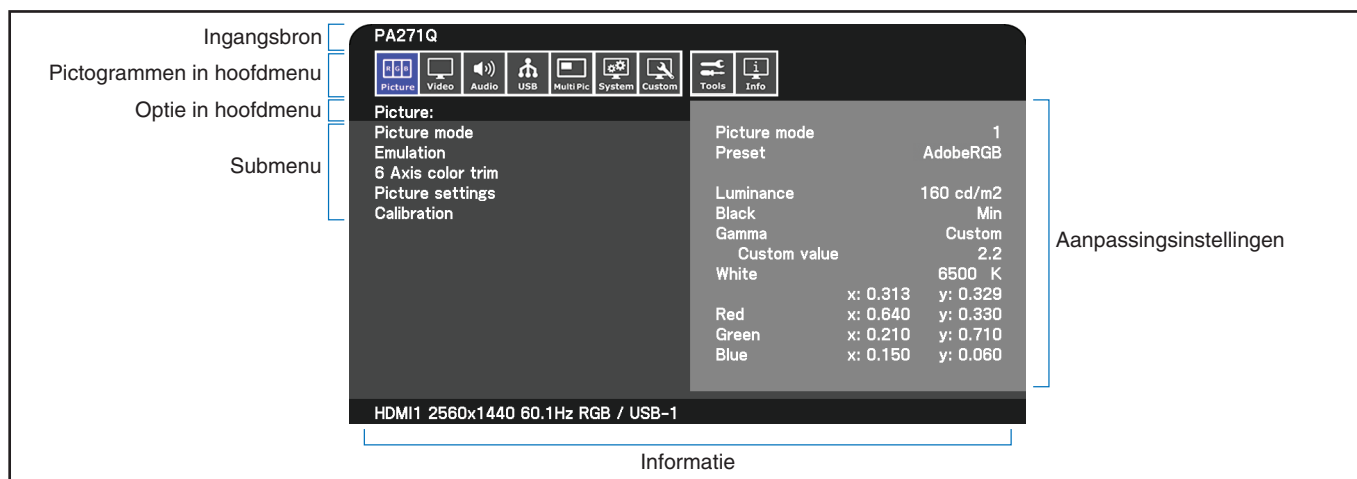 Ingangsbron
PA271Q
Pictogrammen in hoofdmenu
R G B
Picture Video Audio USB Multi Pic System Custom Tools Info
Optie in hoofdmenu
Picture:
Submenu
Picture mode
Emulation
6 Axis color trim
Picture settings
Calibration
Picture mode 1
Preset AdobeRGB
Luminance 160 cd/m2
Black Min
Gamma Custom
Custom value 2.2
White 6500 K
x: 0.313 y: 0.329
Red x: 0.640 y: 0.330
Green x: 0.210 y: 0.710
Blue x: 0.150 y: 0.060
Aanpassingsinstellingen
HDMI1 2560x1440 60.1Hz RGB / USB-1
Informatie